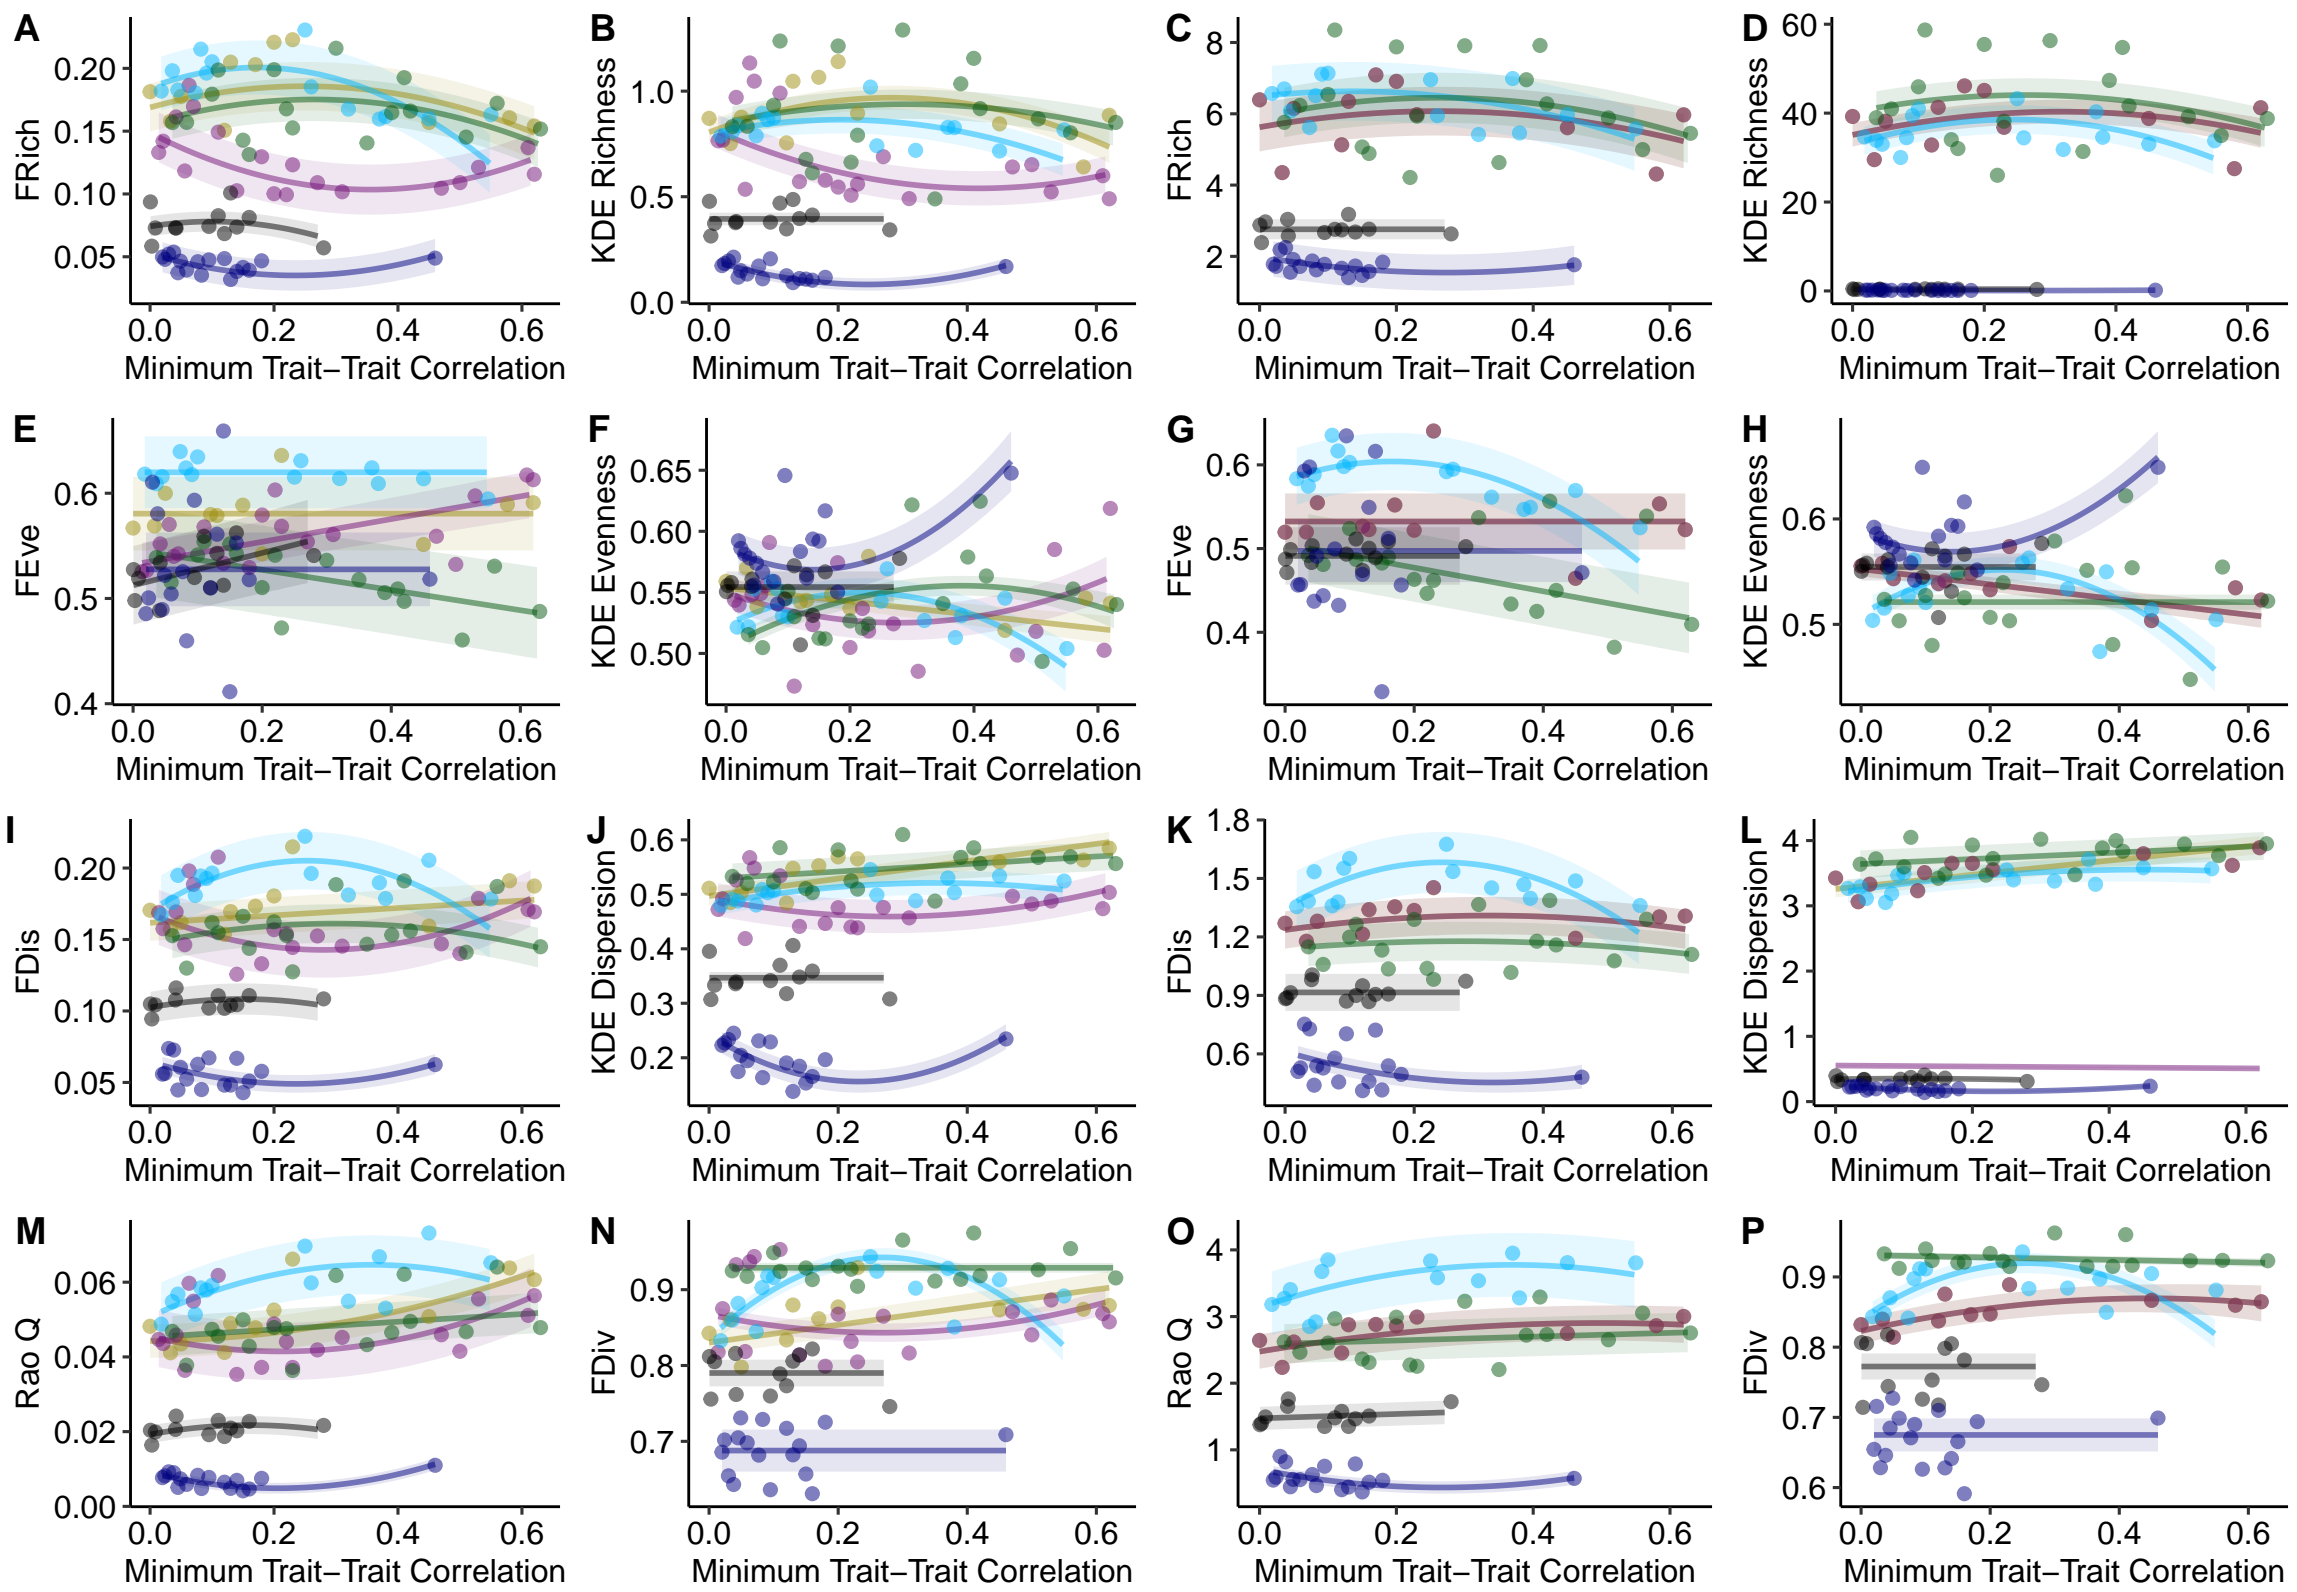 A B C D
FRich 0.20 0.15 0.10 0.05
KDE Richness 1.0 0.5 0.0
FRich 8 6 4 2
KDE Richness 60 40 20 0
0.0 0.2 0.4 0.6 0.0 0.2 0.4 0.6 0.0 0.2 0.4 0.6 0.0 0.2 0.4 0.6
Minimum Trait−Trait Correlation Minimum Trait−Trait Correlation Minimum Trait−Trait Correlation Minimum Trait−Trait Correlation
E F G H
FEve 0.6 0.5 0.4
KDE Evenness 0.65 0.60 0.55 0.50
FEve 0.6 0.5 0.4
KDE Evenness 0.6 0.5
0.0 0.2 0.4 0.6 0.0 0.2 0.4 0.6 0.0 0.2 0.4 0.6 0.0 0.2 0.4 0.6
Minimum Trait−Trait Correlation Minimum Trait−Trait Correlation Minimum Trait−Trait Correlation Minimum Trait−Trait Correlation
I J K L
FDis 0.20 0.15 0.10 0.05
KDE Dispersion 0.6 0.5 0.4 0.3 0.2
FDis 1.8 1.5 1.2 0.9 0.6
KDE Dispersion 4 3 2 1 0
0.0 0.2 0.4 0.6 0.0 0.2 0.4 0.6 0.0 0.2 0.4 0.6 0.0 0.2 0.4 0.6
Minimum Trait−Trait Correlation Minimum Trait−Trait Correlation Minimum Trait−Trait Correlation Minimum Trait−Trait Correlation
M N O P
Rao Q 0.06 0.04 0.02 0.00
FDiv 0.9 0.8 0.7
Rao Q 4 3 2 1
FDiv 0.9 0.8 0.7 0.6
0.0 0.2 0.4 0.6 0.0 0.2 0.4 0.6 0.0 0.2 0.4 0.6 0.0 0.2 0.4 0.6
Minimum Trait−Trait Correlation Minimum Trait−Trait Correlation Minimum Trait−Trait Correlation Minimum Trait−Trait Correlation